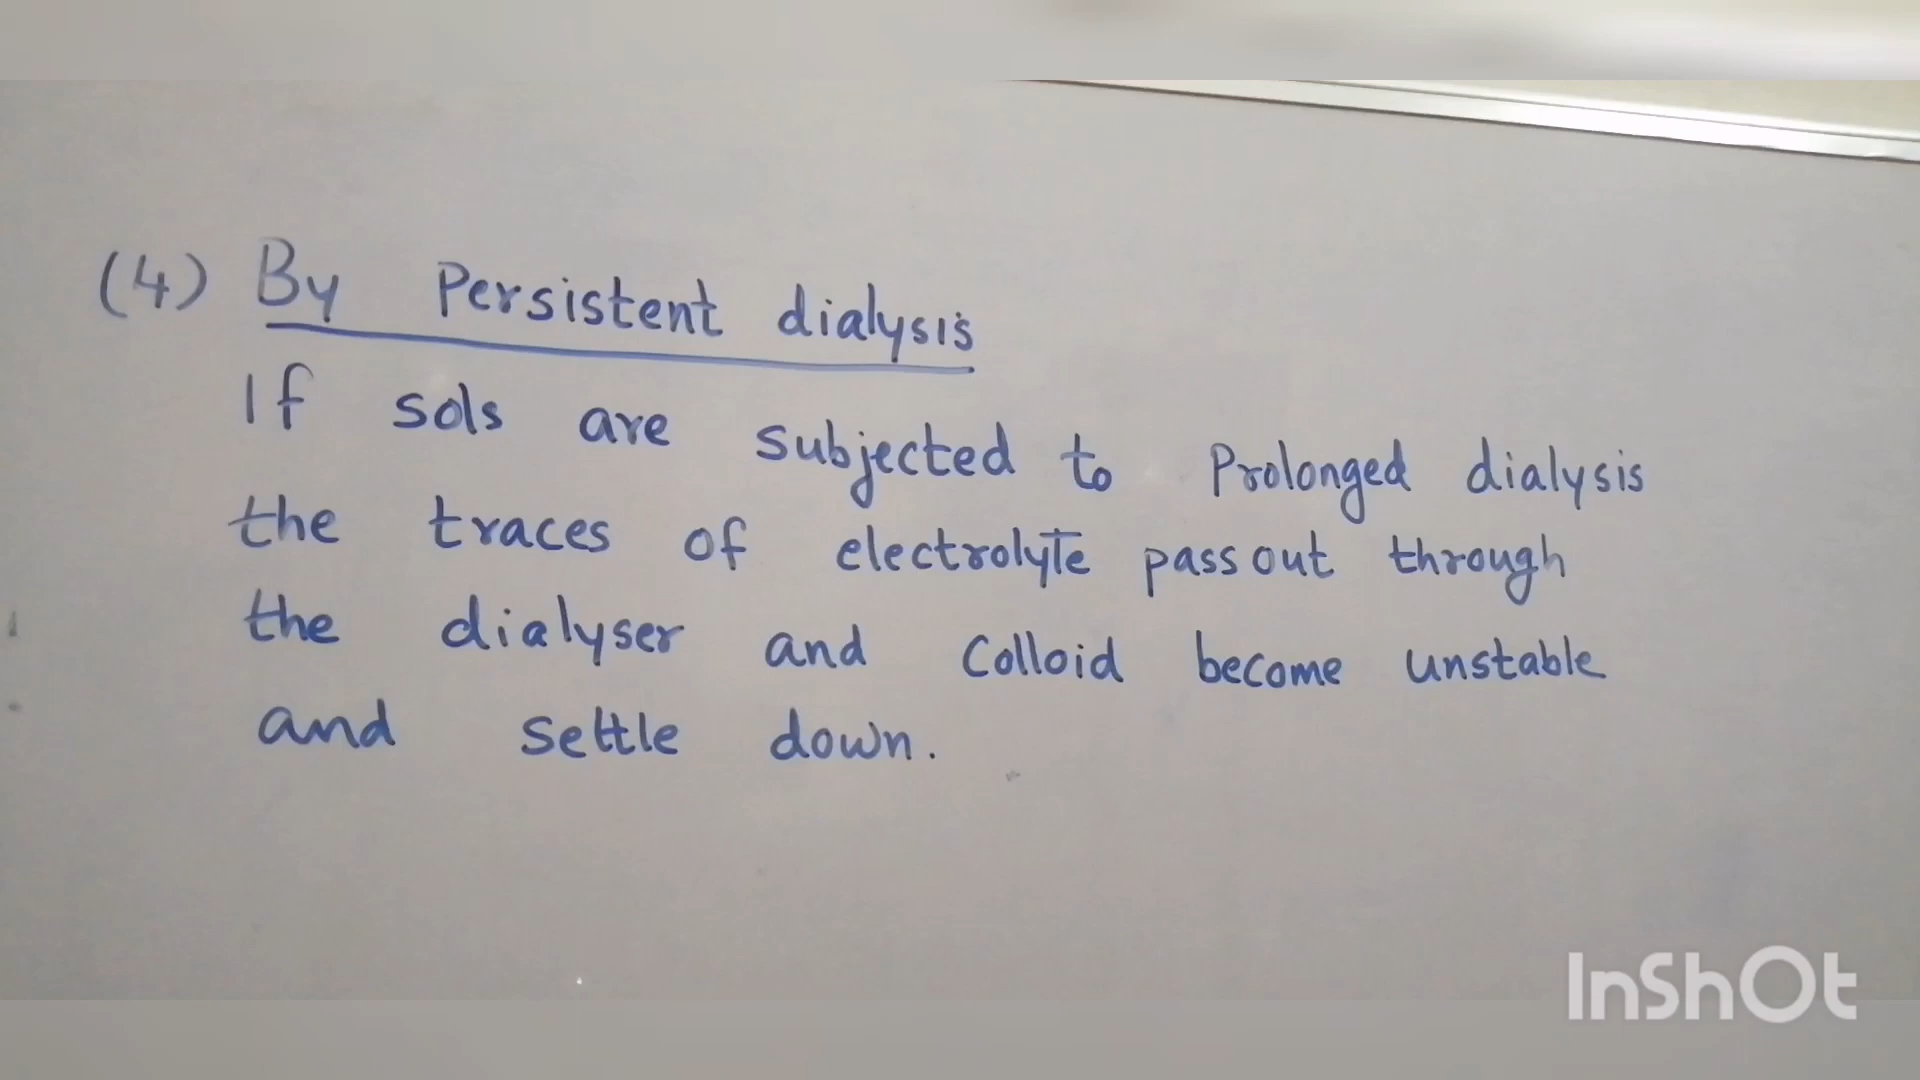 (4) By Persistent dialysis
If sols are subjected to Prolonged dialysis
the traces of electrolyte pass out through
the dialyser and Colloid become unstable
and settle down.
InShOt